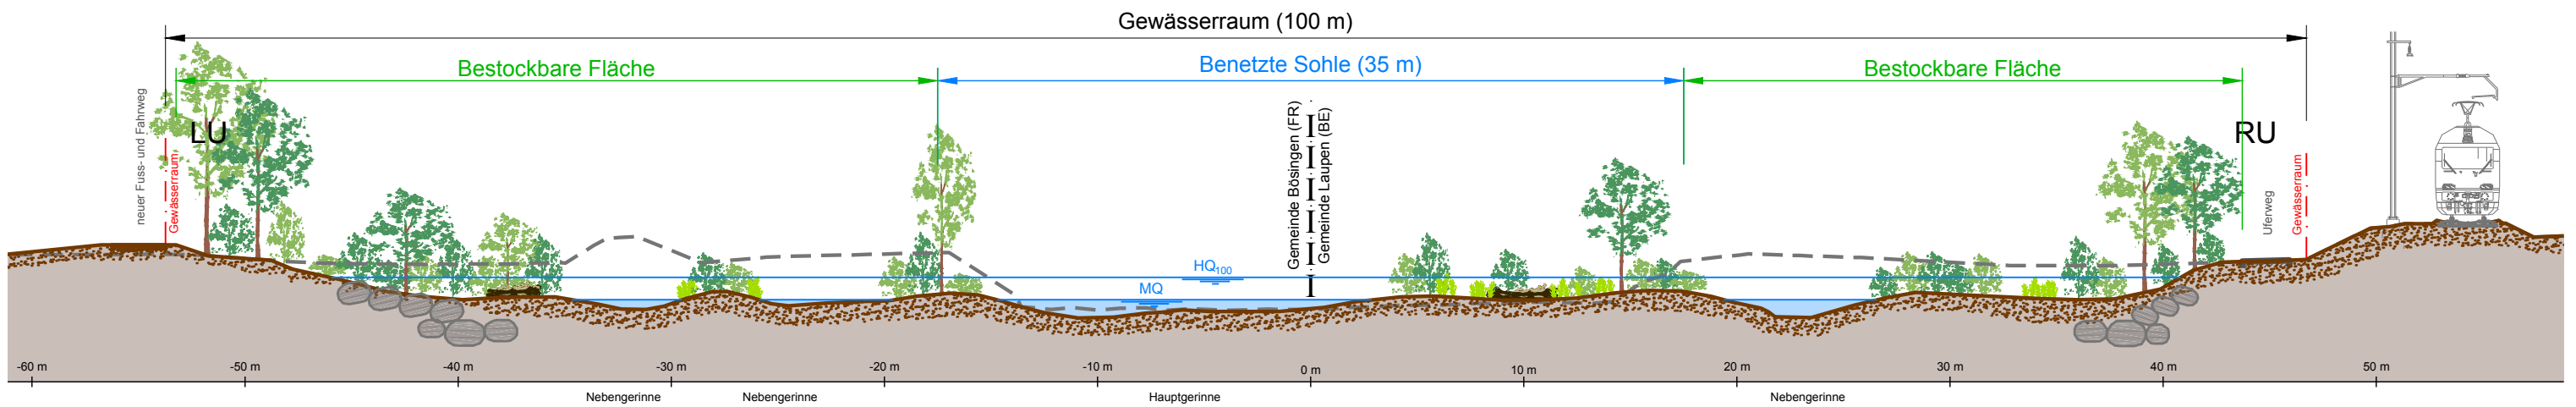 Gewässerraum (100 m)
Bestockbare Fläche
Benetzte Sohle (35 m)
Bestockbare Fläche
neuer Fuss- und Fahrweg
Gewässerraum
LU
Gemeinde Bösingen (FR)
Gemeinde Laupen (BE)
RU
Uferweg
Gewässerraum
HQ100
MQ
-60 m
-50 m
-40 m
-30 m
-20 m
-10 m
0 m
10 m
20 m
30 m
40 m
50 m
Nebengerinne
Nebengerinne
Hauptgerinne
Nebengerinne